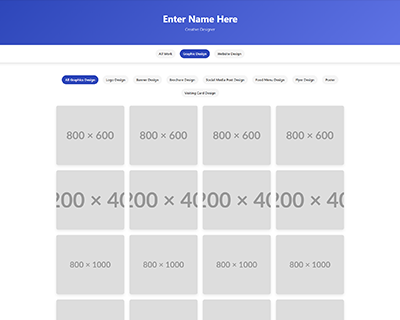 Enter Name Here
Creative Designer
All Work Graphic Design Website Design
All Graphics Design Logo Design Banner Design Brochure Design Social Media Post Design Food Menu Design Flyer Design Poster
Visiting Card Design
800 × 600 800 × 600 800 × 600 800 × 600
200 × 40 200 × 40 200 × 40 200 × 40
800 × 1000 800 × 1000 800 × 1000 800 × 1000